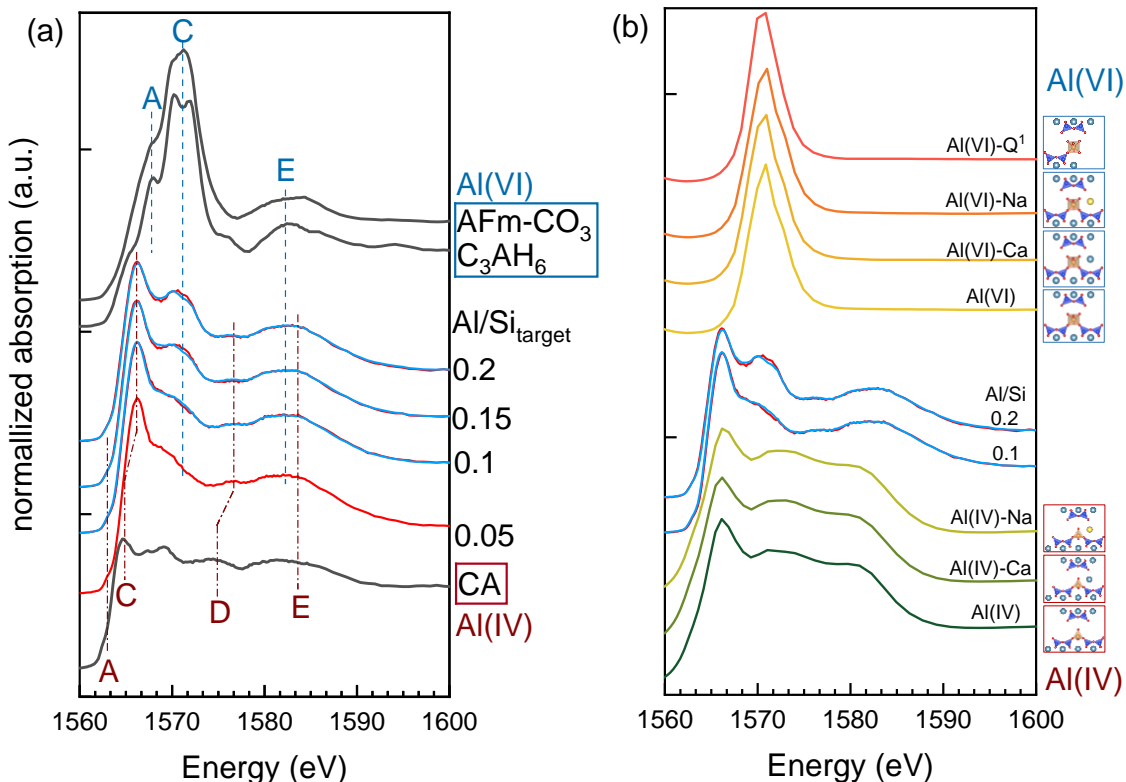 (a)
C
A
E
Al(VI)
AFm-CO₃
C₃AH₆
Al/Si_target
0.2
0.15
0.1
0.05
CA
Al(IV)
C
D
E
A
1560 1570 1580 1590 1600
Energy (eV)
normallized absorption (a.u.)
(b)
Al(VI)
Al(VI)-Q¹
Al(VI)-Na
Al(VI)-Ca
Al(VI)
Al/Si
0.2
0.1
Al(IV)-Na
Al(IV)-Ca
Al(IV)
Al(IV)
1560 1570 1580 1590 1600
Energy (eV)